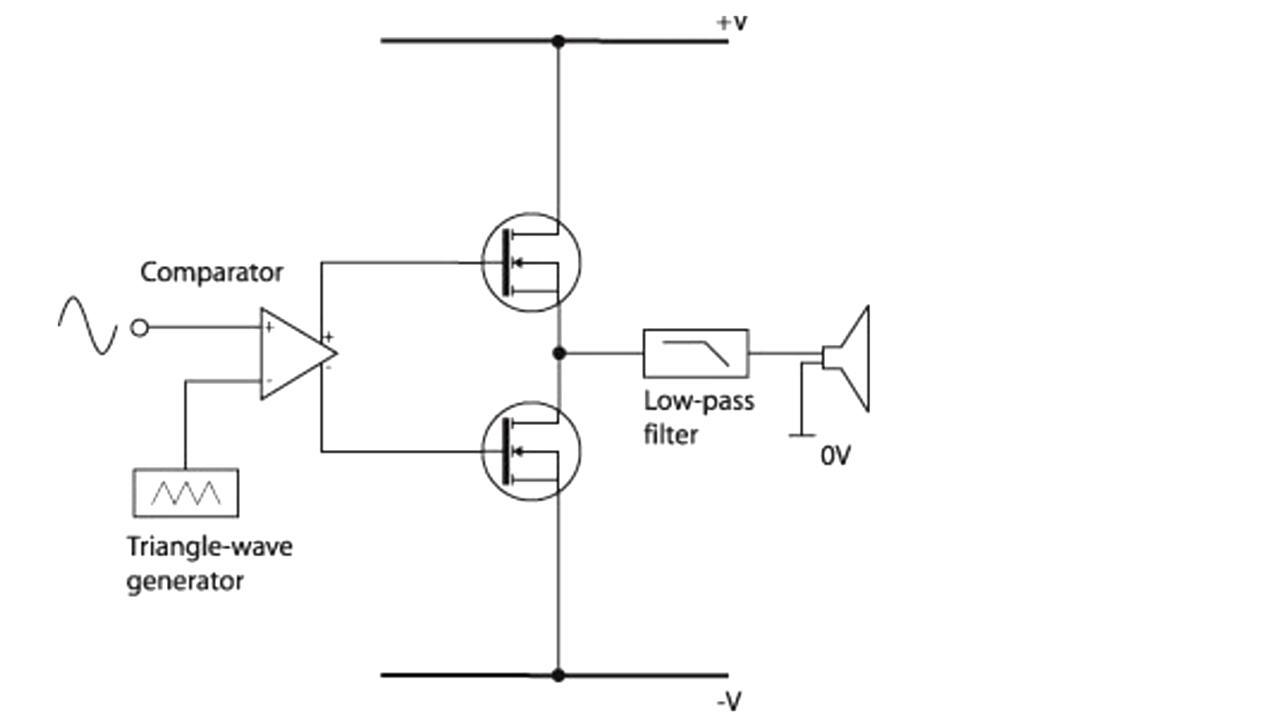 +v
Comparator
+
+
-
-
Low-pass
filter
0V
Triangle-wave
generator
-V